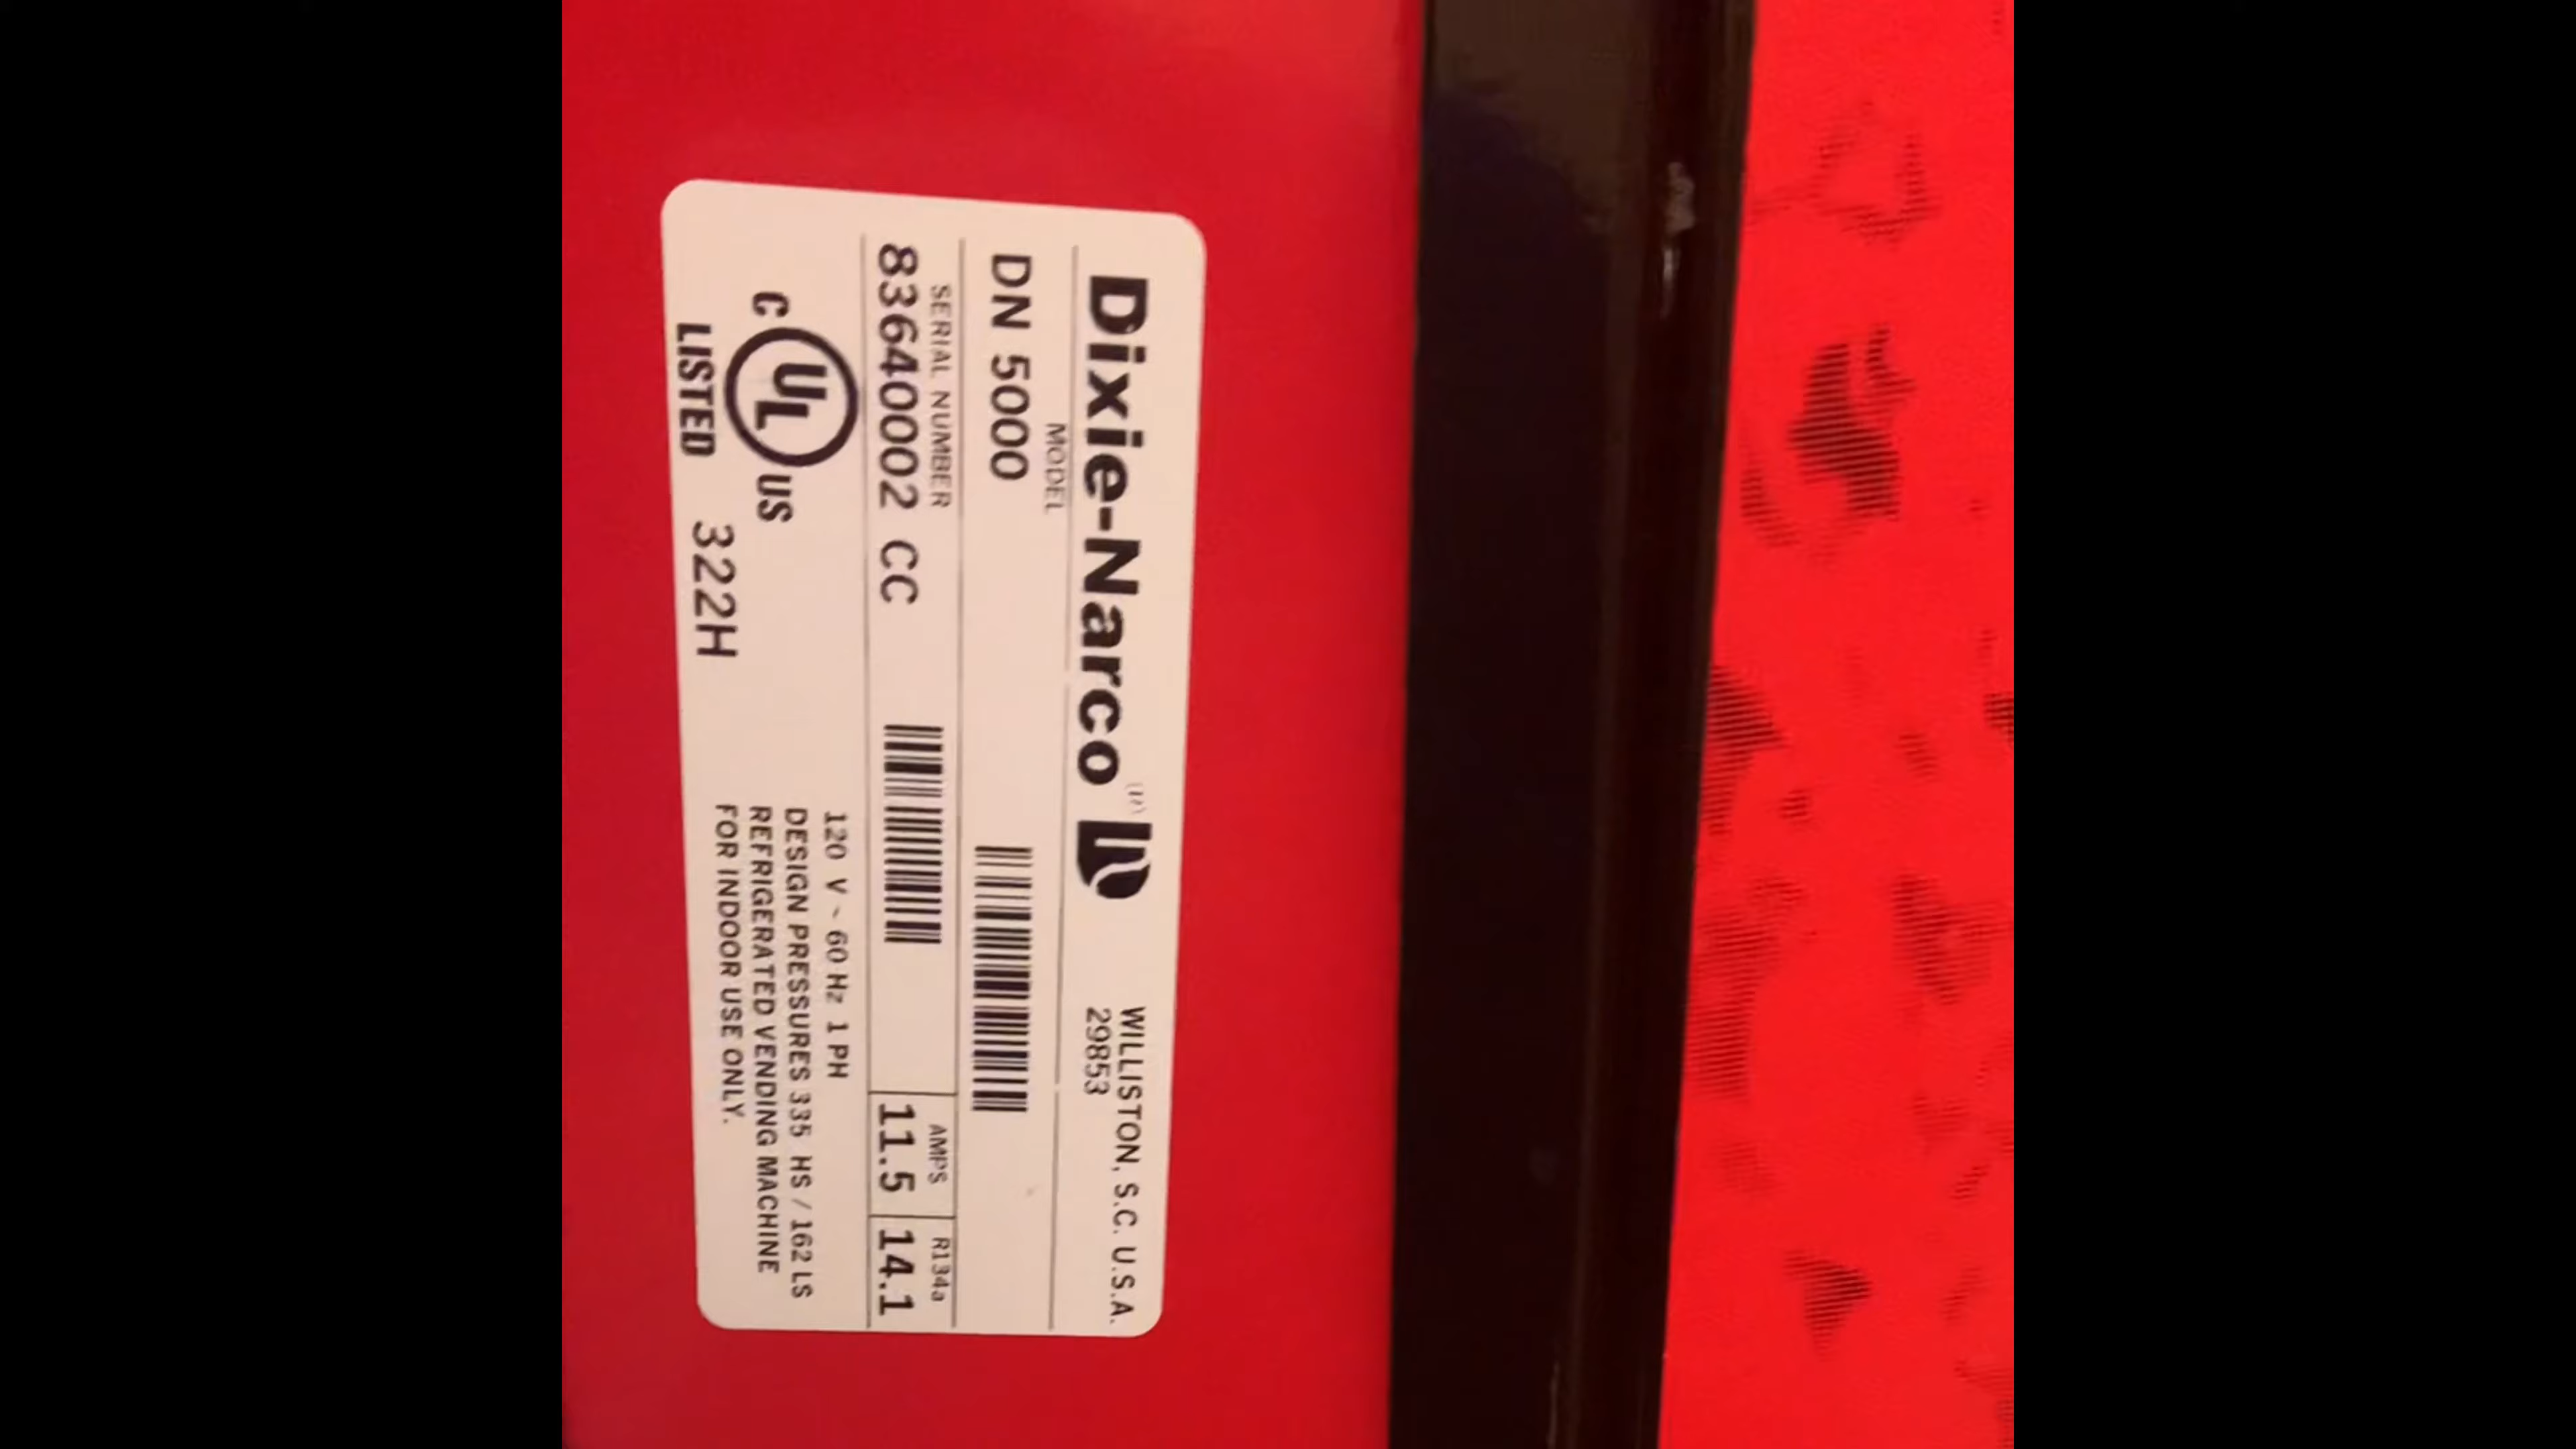 Dixie-Narco®
WILLISTON, S.C. U.S.A.
29853
MODEL
DN 5000
SERIAL NUMBER
83640002 CC
AMPS
11.5
R134a
14.1
C UL US
LISTED 322H
120 V ~ 60 Hz 1 PH
DESIGN PRESSURES 335 HS / 162 LS
REFRIGERATED VENDING MACHINE
FOR INDOOR USE ONLY.